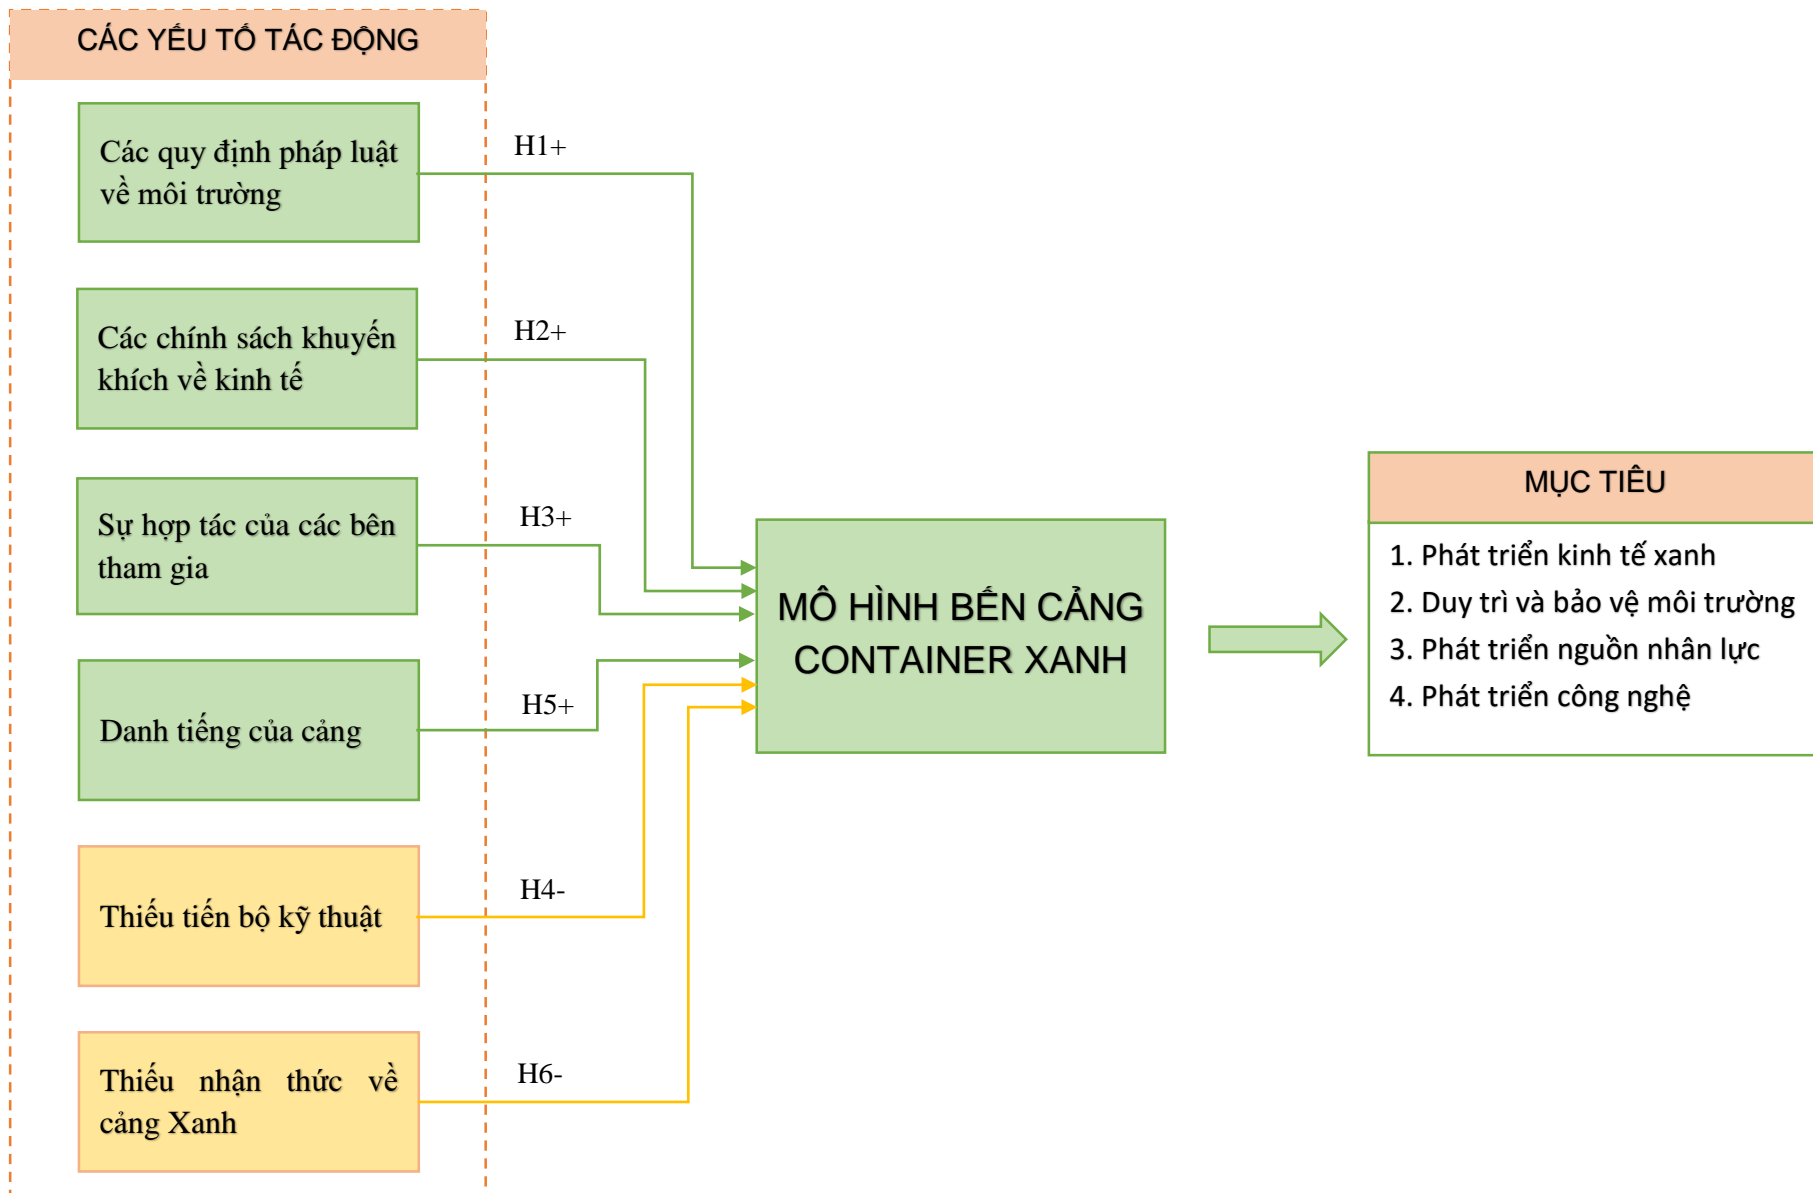 CÁC YẾU TỐ TÁC ĐỘNG
Các quy định pháp luật
về môi trường
H1+
Các chính sách khuyến
khích về kinh tế
H2+
Sự hợp tác của các bên
tham gia
H3+
Danh tiếng của cảng
H5+
Thiếu tiến bộ kỹ thuật
H4-
Thiếu nhận thức về
cảng Xanh
H6-
MÔ HÌNH BẾN CẢNG
CONTAINER XANH
MỤC TIÊU
1. Phát triển kinh tế xanh
2. Duy trì và bảo vệ môi trường
3. Phát triển nguồn nhân lực
4. Phát triển công nghệ